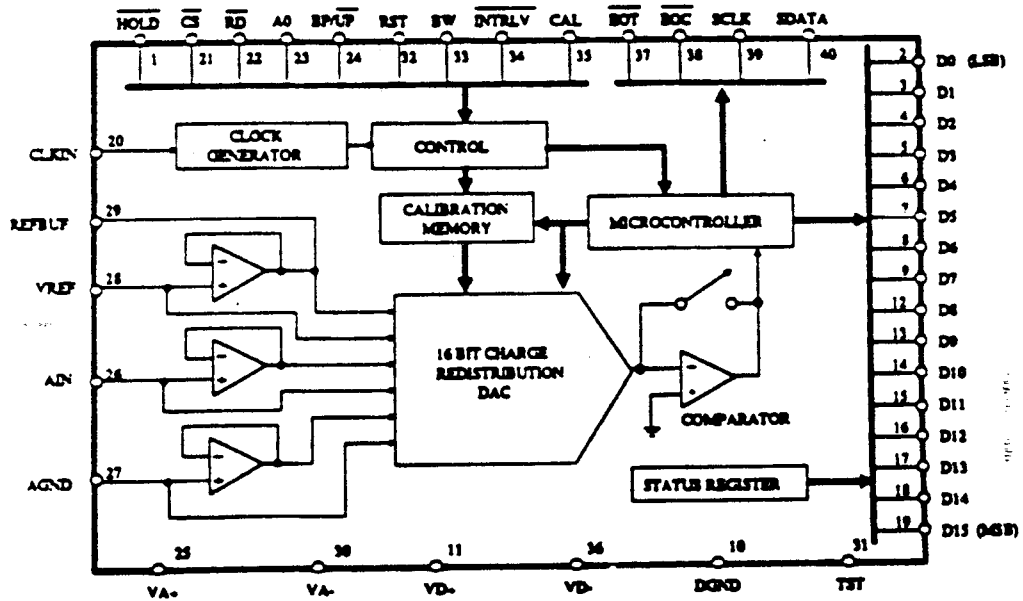 HOLD CS RD A0 BP/UP RST BW INTRLV CAL EOT EOC SCLK SDATA
1 21 22 23 24 32 33 34 35 37 38 39 40
2 D0 (LSB)
3 D1
4 D2
5 D3
6 D4
7 D5
8 D6
9 D7
12 D8
13 D9
14 D10
15 D11
16 D12
17 D13
18 D14
19 D15 (MSB)
CLKIN 20
CLOCK
GENERATOR
CONTROL
REFBUF 29
CALIBRATION
MEMORY
MICROCONTROLLER
VREF 28
16 BIT CHARGE
REDISTRIBUTION
DAC
AIN 26
COMPARATOR
AGND 27
STATUS REGISTER
25 30 11 36 10 31
VA+ VA- VD+ VD- DGND TST